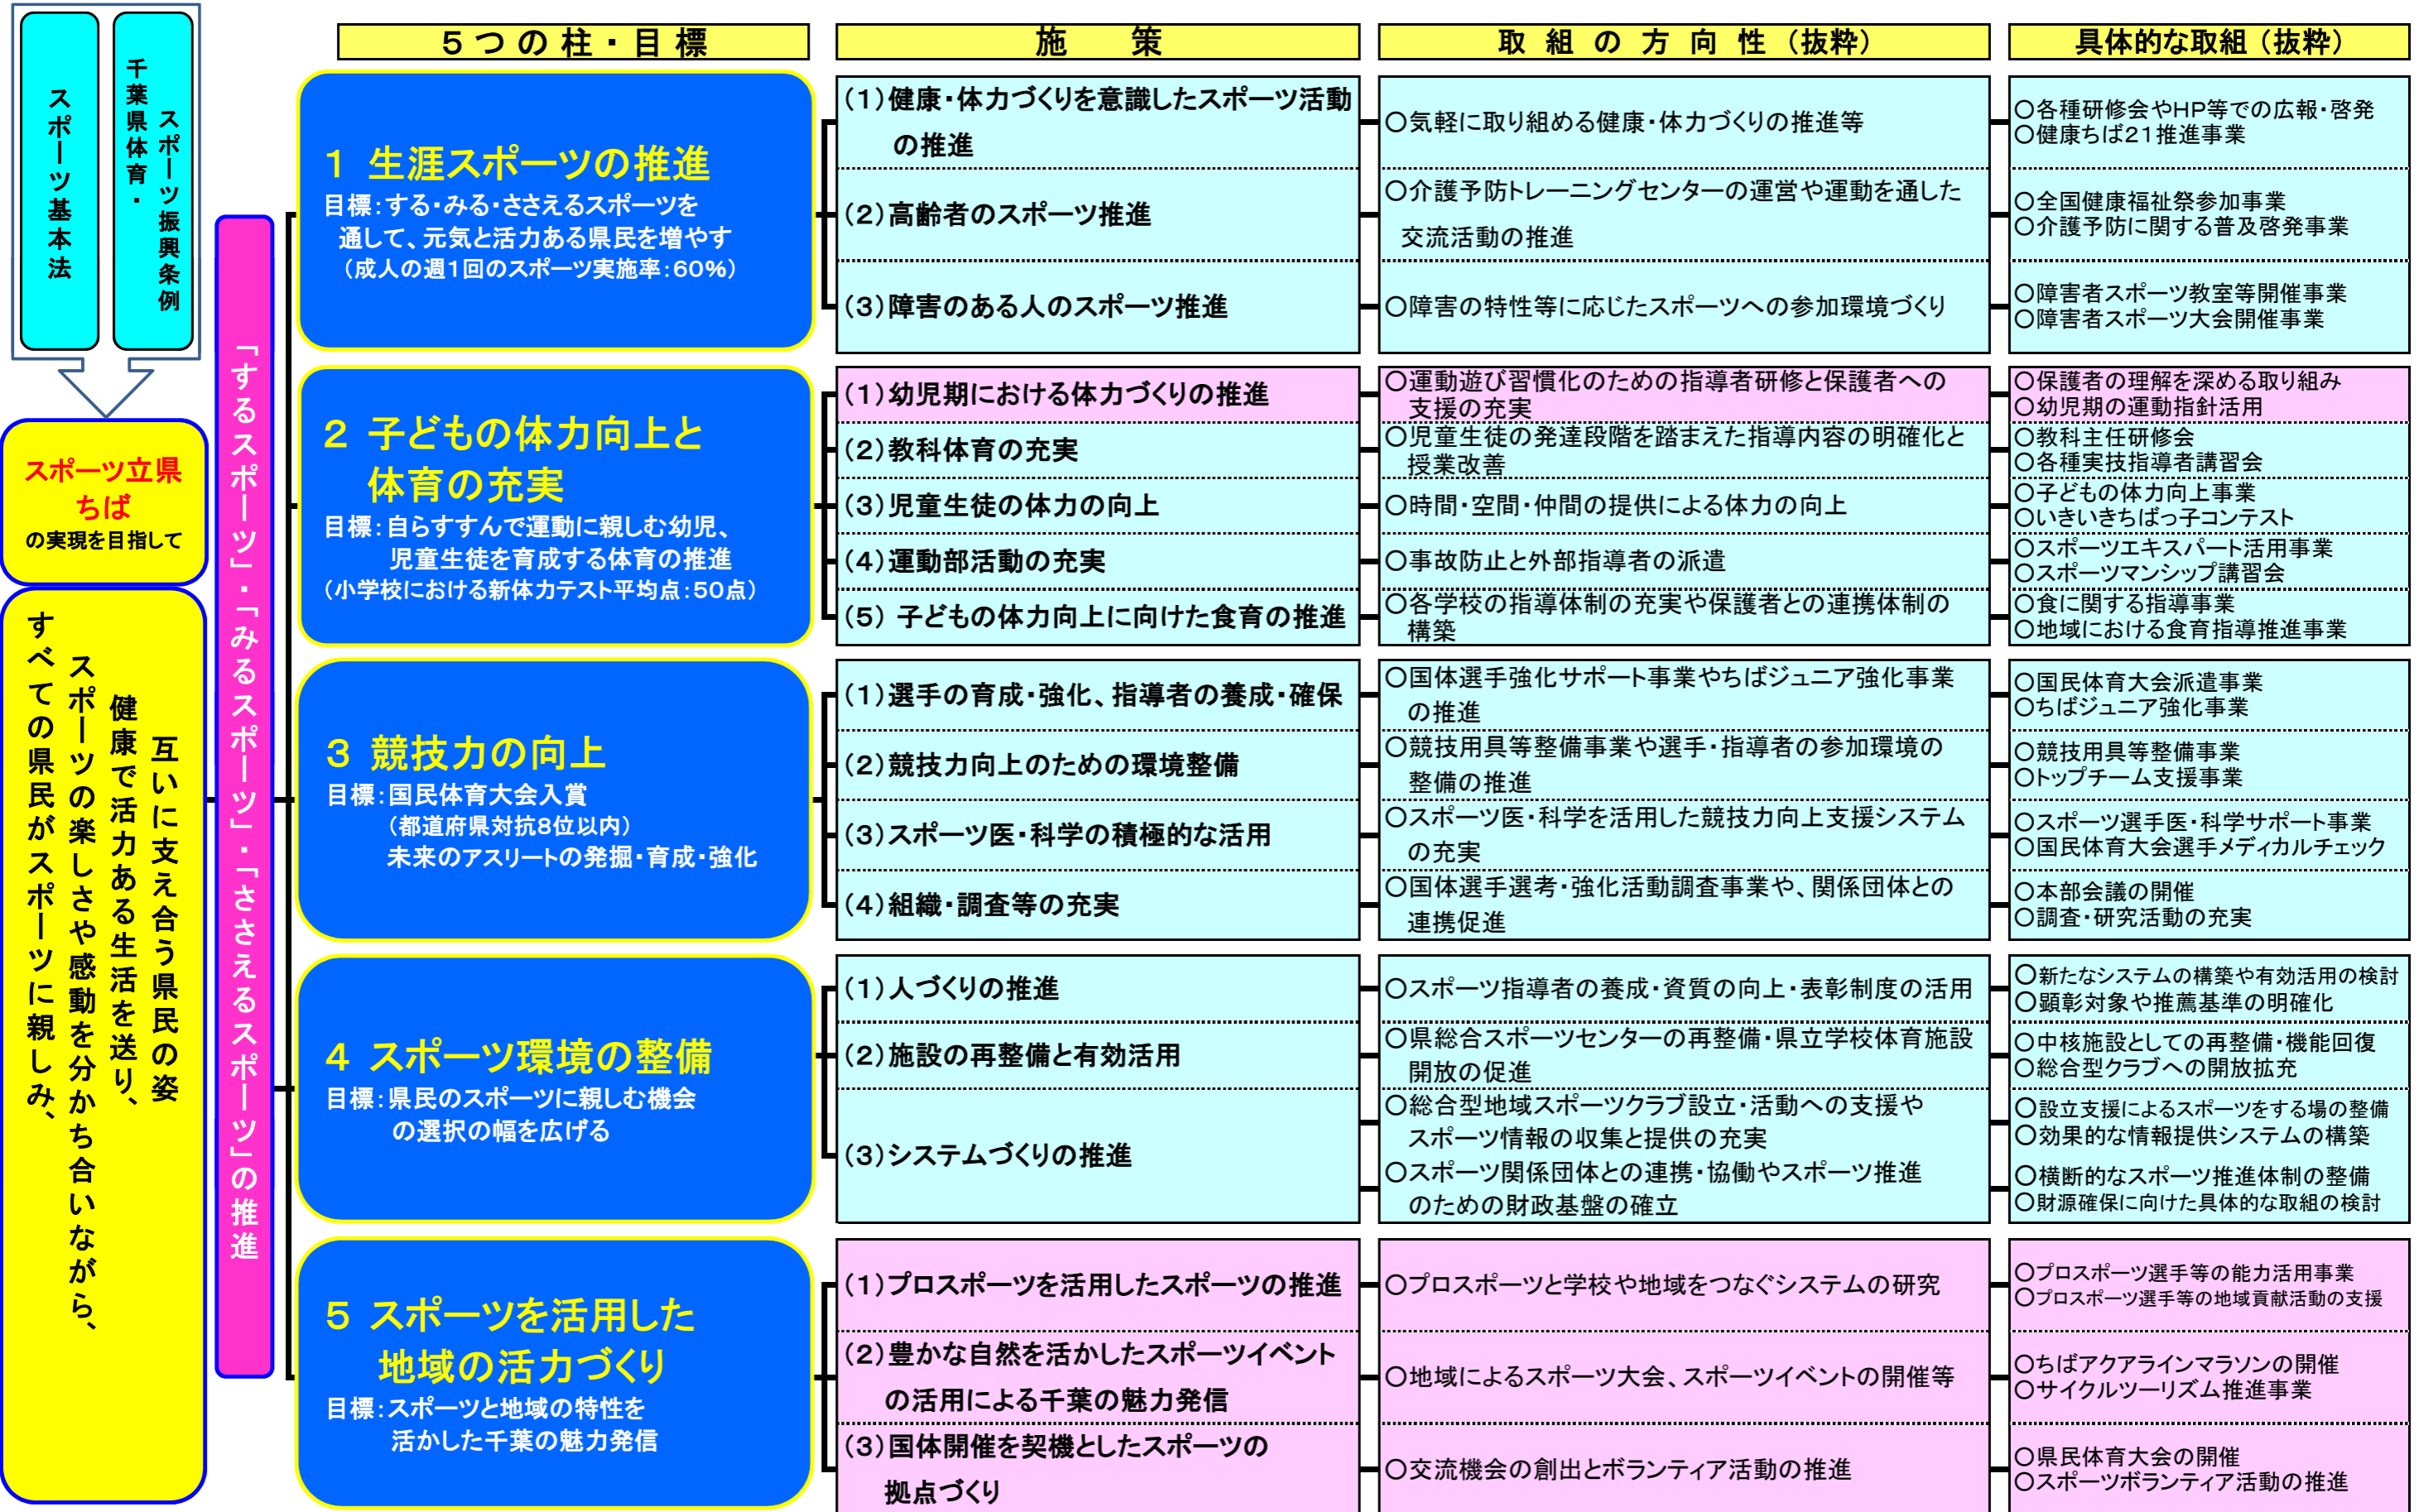 スポーツ基本法
千葉県体育・
スポーツ振興条例
スポーツ立県
ちば
の実現を目指して
すべての県民がスポーツに親しみ、
スポーツの楽しさや感動を分かち合いながら、
健康で活力ある生活を送り、
互いに支え合う県民の姿
「するスポーツ」・「みるスポーツ」・「ささえるスポーツ」の推進
5つの柱・目標
施　策
取組の方向性(抜粋)
具体的な取組(抜粋)
1 生涯スポーツの推進
目標:する・みる・ささえるスポーツを
通して、元気と活力ある県民を増やす
(成人の週1回のスポーツ実施率:60%)
(1)健康・体力づくりを意識したスポーツ活動
の推進
○気軽に取り組める健康・体力づくりの推進等
○各種研修会やHP等での広報・啓発
○健康ちば21推進事業
(2)高齢者のスポーツ推進
○介護予防トレーニングセンターの運営や運動を通した
交流活動の推進
○全国健康福祉祭参加事業
○介護予防に関する普及啓発事業
(3)障害のある人のスポーツ推進
○障害の特性等に応じたスポーツへの参加環境づくり
○障害者スポーツ教室等開催事業
○障害者スポーツ大会開催事業
2 子どもの体力向上と
体育の充実
目標:自らすすんで運動に親しむ幼児、
児童生徒を育成する体育の推進
(小学校における新体力テスト平均点:50点)
(1)幼児期における体力づくりの推進
○運動遊び習慣化のための指導者研修と保護者への
支援の充実
○保護者の理解を深める取り組み
○幼児期の運動指針活用
(2)教科体育の充実
○児童生徒の発達段階を踏まえた指導内容の明確化と
授業改善
○教科主任研修会
○各種実技指導者講習会
(3)児童生徒の体力の向上
○時間・空間・仲間の提供による体力の向上
○子どもの体力向上事業
○いきいきちばっ子コンテスト
(4)運動部活動の充実
○事故防止と外部指導者の派遣
○スポーツエキスパート活用事業
○スポーツマンシップ講習会
(5) 子どもの体力向上に向けた食育の推進
○各学校の指導体制の充実や保護者との連携体制の
構築
○食に関する指導事業
○地域における食育指導推進事業
3 競技力の向上
目標:国民体育大会入賞
(都道府県対抗8位以内)
未来のアスリートの発掘・育成・強化
(1)選手の育成・強化、指導者の養成・確保
○国体選手強化サポート事業やちばジュニア強化事業
の推進
○国民体育大会派遣事業
○ちばジュニア強化事業
(2)競技力向上のための環境整備
○競技用具等整備事業や選手・指導者の参加環境の
整備の推進
○競技用具等整備事業
○トップチーム支援事業
(3)スポーツ医・科学の積極的な活用
○スポーツ医・科学を活用した競技力向上支援システム
の充実
○スポーツ選手医・科学サポート事業
○国民体育大会選手メディカルチェック
(4)組織・調査等の充実
○国体選手選考・強化活動調査事業や、関係団体との
連携促進
○本部会議の開催
○調査・研究活動の充実
4 スポーツ環境の整備
目標:県民のスポーツに親しむ機会
の選択の幅を広げる
(1)人づくりの推進
○スポーツ指導者の養成・資質の向上・表彰制度の活用
○新たなシステムの構築や有効活用の検討
○顕彰対象や推薦基準の明確化
(2)施設の再整備と有効活用
○県総合スポーツセンターの再整備・県立学校体育施設
開放の促進
○中核施設としての再整備・機能回復
○総合型クラブへの開放拡充
(3)システムづくりの推進
○総合型地域スポーツクラブ設立・活動への支援や
スポーツ情報の収集と提供の充実
○設立支援によるスポーツをする場の整備
○効果的な情報提供システムの構築
○スポーツ関係団体との連携・協働やスポーツ推進
のための財政基盤の確立
○横断的なスポーツ推進体制の整備
○財源確保に向けた具体的な取組の検討
5 スポーツを活用した
地域の活力づくり
目標:スポーツと地域の特性を
活かした千葉の魅力発信
(1)プロスポーツを活用したスポーツの推進
○プロスポーツと学校や地域をつなぐシステムの研究
○プロスポーツ選手等の能力活用事業
○プロスポーツ選手等の地域貢献活動の支援
(2)豊かな自然を活かしたスポーツイベント
の活用による千葉の魅力発信
○地域によるスポーツ大会、スポーツイベントの開催等
○ちばアクアラインマラソンの開催
○サイクルツーリズム推進事業
(3)国体開催を契機としたスポーツの
拠点づくり
○交流機会の創出とボランティア活動の推進
○県民体育大会の開催
○スポーツボランティア活動の推進